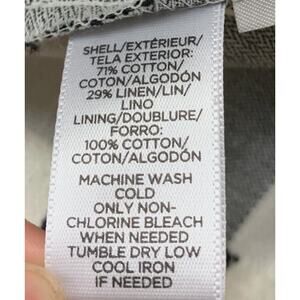 SHELL/EXTÉRIEUR/
TELA EXTERIOR:
71% COTTON/
COTON/ALGODÓN
29% LINEN/LIN/
LINO
LINING/DOUBLURE/
FORRO:
100% COTTON/
COTON/ALGODÓN
MACHINE WASH
COLD
ONLY NON-
CHLORINE BLEACH
WHEN NEEDED
TUMBLE DRY LOW
COOL IRON
IF NEEDED